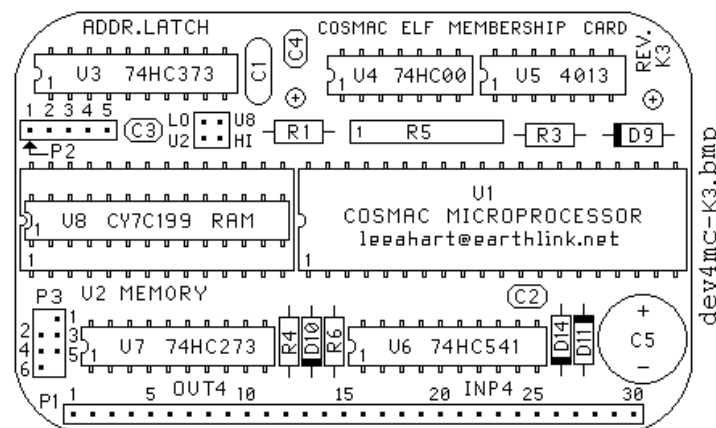 ADDR.LATCH
COSMAC ELF MEMBERSHIP CARD
REV.
K3
C1
C4
1 U3 74HC373
1 U4 74HC00
1 U5 4013
1 2 3 4 5
C3
LO U8
U2 HI
R1
1 R5
R3
D9
P2
U1
U8 CY7C199 RAM
1
COSMAC MICROPROCESSOR
leeahart@earthlink.net
1
1
dev4mc-K3.bmp
P3
U2 MEMORY
C2
1
2
3
4
5
6
1 U7 74HC273
R4
D10
R6
1 U6 74HC541
D14
D11
+
C5
−
OUT4
INP4
P1
1 5 10 15 20 25 30